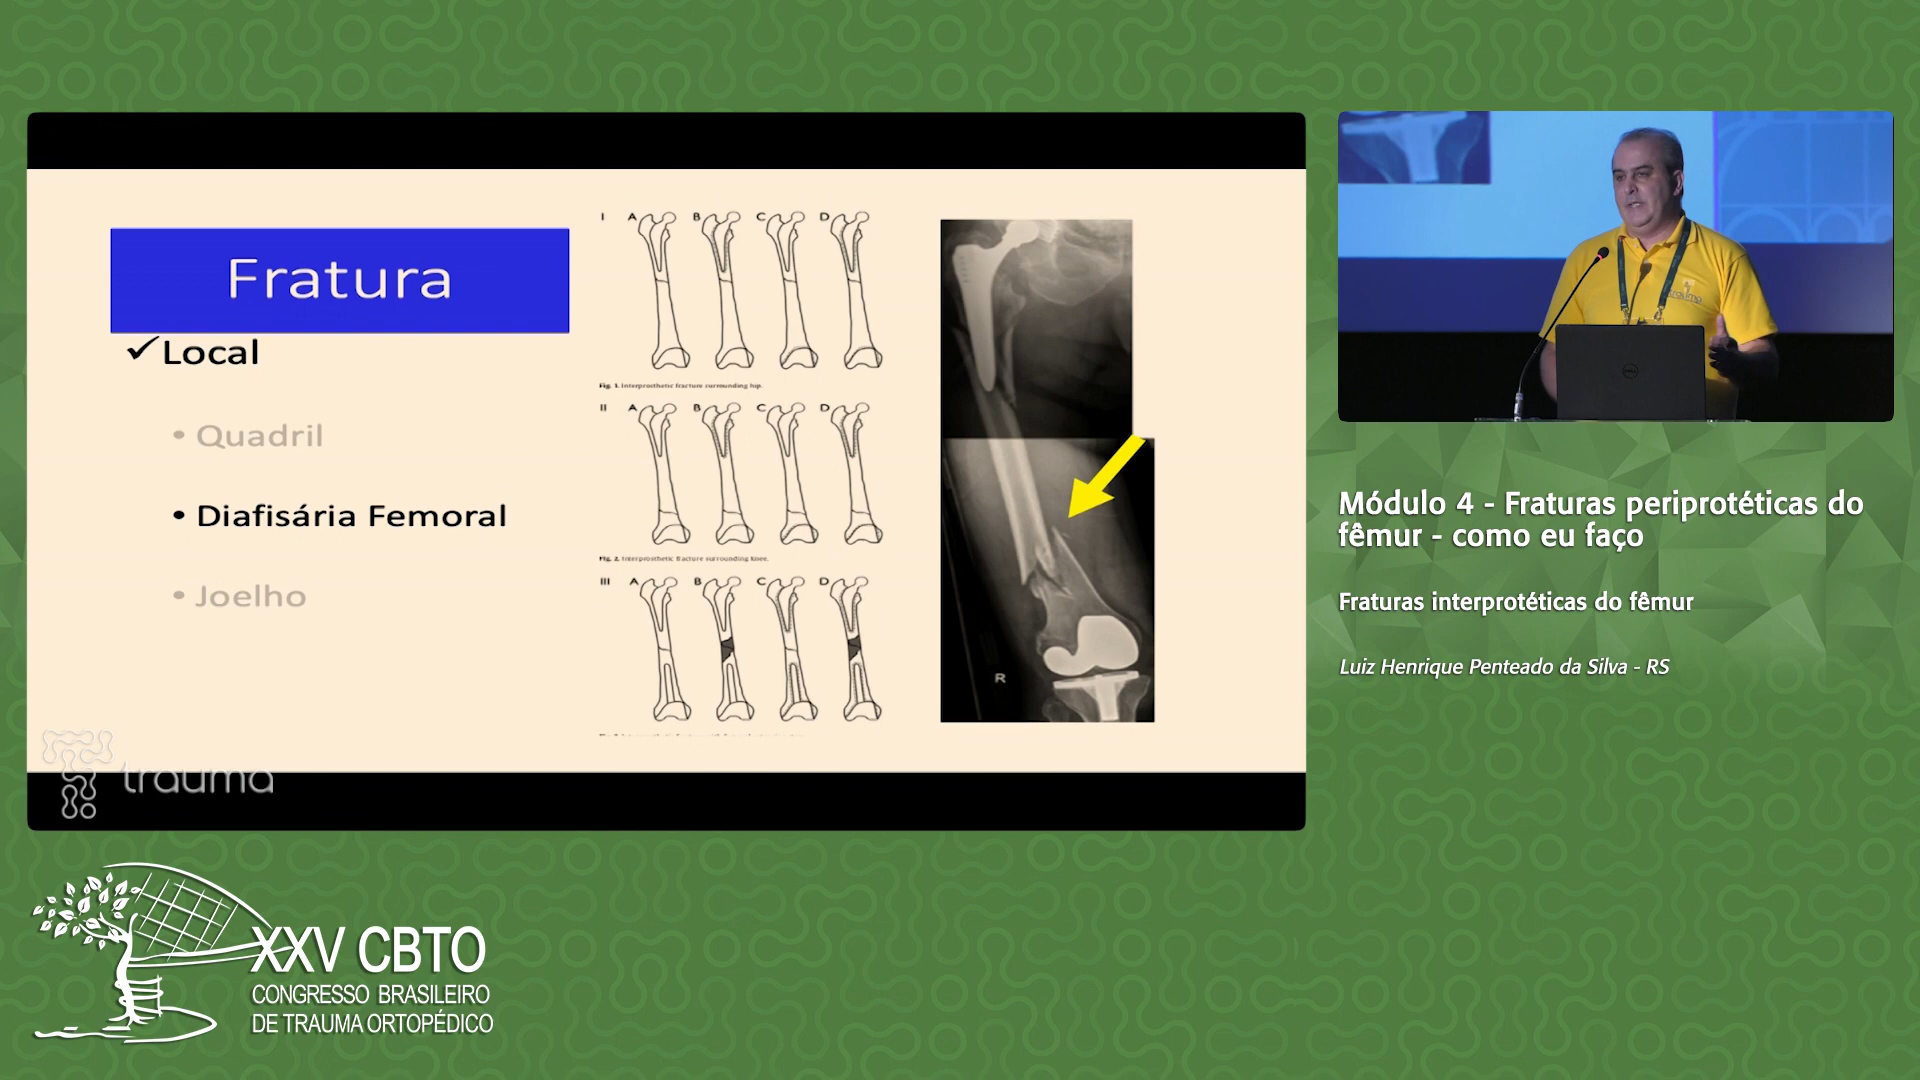 Fratura
✓Local
• Quadril
• Diafisária Femoral
• Joelho
I A B C D
Fig. 1. Interprosthetic fracture surrounding hip.
II A B C D
Fig. 2. Interprosthetic fracture surrounding knee.
III A B C D
R
trauma
trauma
Módulo 4 - Fraturas periprotéticas do
fêmur - como eu faço
Fraturas interprotéticas do fêmur
Luiz Henrique Penteado da Silva - RS
XXV CBTO
CONGRESSO BRASILEIRO
DE TRAUMA ORTOPÉDICO